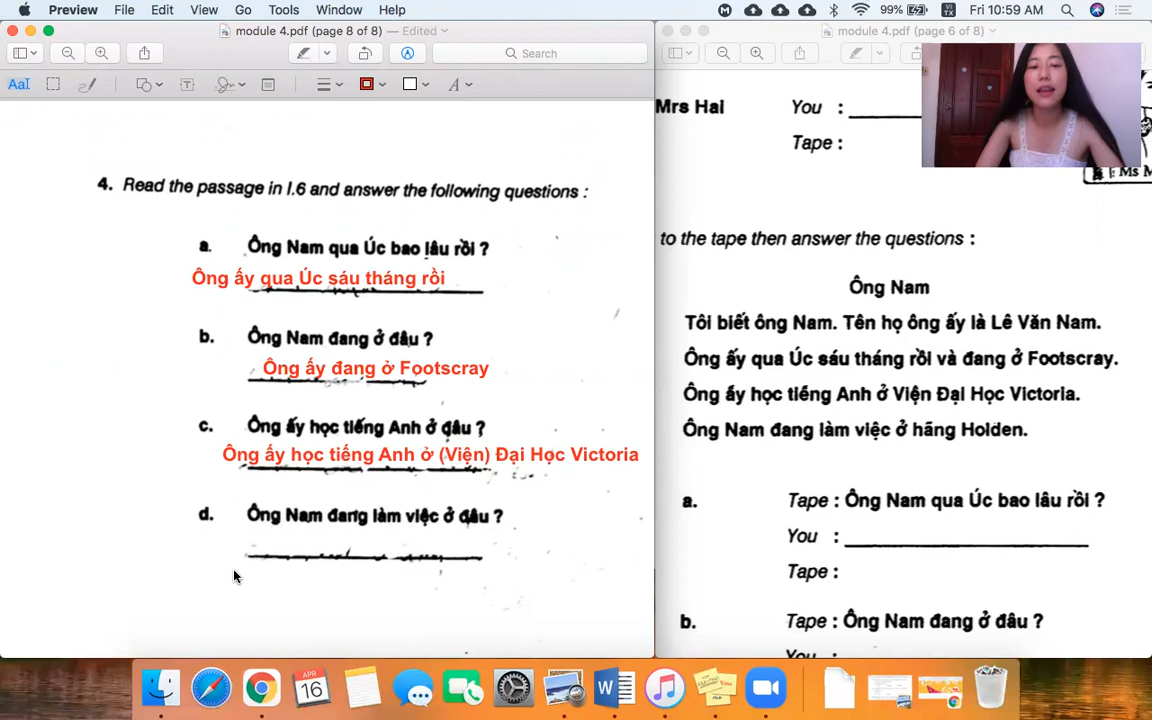 Preview File Edit View Go Tools Window Help
99% VI TX Fri 10:59 AM
module 4.pdf (page 8 of 8) — Edited
module 4.pdf (page 6 of 8)
Search
4. Read the passage in I.6 and answer the following questions :
a. Ông Nam qua Úc bao lâu rồi ?
Ông ấy qua Úc sáu tháng rồi
b. Ông Nam đang ở đâu ?
Ông ấy đang ở Footscray
c. Ông ấy học tiếng Anh ở đâu ?
Ông ấy học tiếng Anh ở (Viện) Đại Học Victoria
d. Ông Nam đang làm việc ở đâu ?
Mrs Hai You :
Tape :
: Ms M
to the tape then answer the questions :
Ông Nam
Tôi biết ông Nam. Tên họ ông ấy là Lê Văn Nam.
Ông ấy qua Úc sáu tháng rồi và đang ở Footscray.
Ông ấy học tiếng Anh ở Viện Đại Học Victoria.
Ông Nam đang làm việc ở hãng Holden.
a. Tape : Ông Nam qua Úc bao lâu rồi ?
You :
Tape :
b. Tape : Ông Nam đang ở đâu ?
You :
APR
16